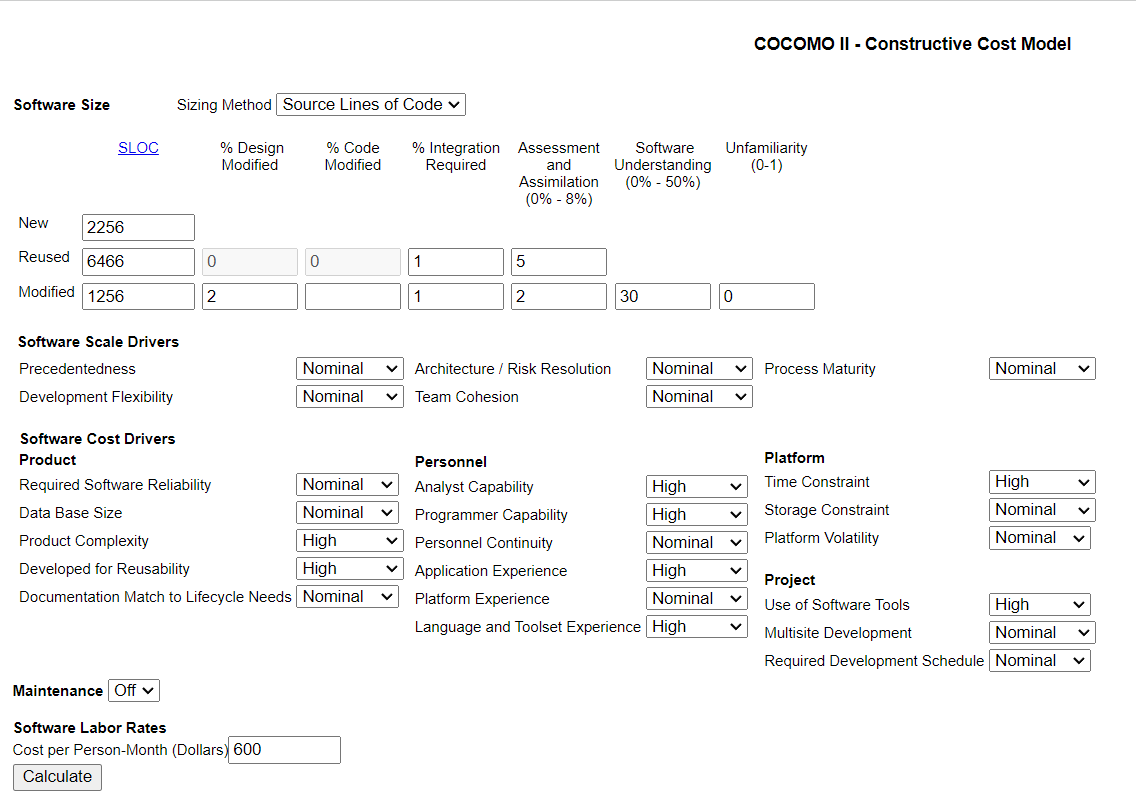 COCOMO II - Constructive Cost Model
Software Size Sizing Method Source Lines of Code
SLOC % Design Modified % Code Modified % Integration Required Assessment and Assimilation (0% - 8%) Software Understanding (0% - 50%) Unfamiliarity (0-1)
New 2256
Reused 6466 0 0 1 5
Modified 1256 2 1 2 30 0
Software Scale Drivers
Precedentedness Nominal Architecture / Risk Resolution Nominal Process Maturity Nominal
Development Flexibility Nominal Team Cohesion Nominal
Software Cost Drivers
Product
Required Software Reliability Nominal
Data Base Size Nominal
Product Complexity High
Developed for Reusability High
Documentation Match to Lifecycle Needs Nominal
Personnel
Analyst Capability High
Programmer Capability High
Personnel Continuity Nominal
Application Experience High
Platform Experience Nominal
Language and Toolset Experience High
Platform
Time Constraint High
Storage Constraint Nominal
Platform Volatility Nominal
Project
Use of Software Tools High
Multisite Development Nominal
Required Development Schedule Nominal
Maintenance Off
Software Labor Rates
Cost per Person-Month (Dollars) 600
Calculate